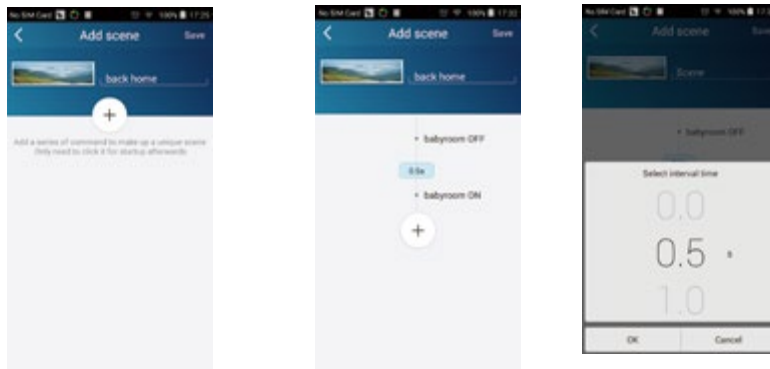 No SIM Card 100% 17:25
Add scene Save
back home
+
Add a series of command to make up a unique scene
Only need to click it for startup afterwards
No SIM Card 100% 17:32
Add scene Save
back home
babyroom OFF
0.5s
babyroom ON
+
No SIM Card 100%
Add scene Save
Scene
babyroom OFF
Select interval time
0.0
0.5 s
1.0
OK Cancel